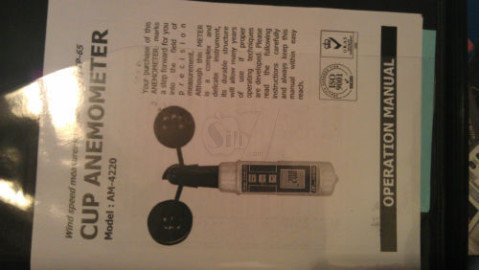 Wind speed measure
CUP ANEMOMETER
Model : AM-4220
Your purchase of this
ANEMOMETER marks
a step forward for you
into the field of
precision
measurement.
Although this METER
is a complex and
delicate instrument,
its durable structure
will allow many years
of use if proper
operating techniques
are developed. Please
read the following
instructions carefully
and always keep this
manual within easy
reach.
ISO
9001
OPERATION MANUAL